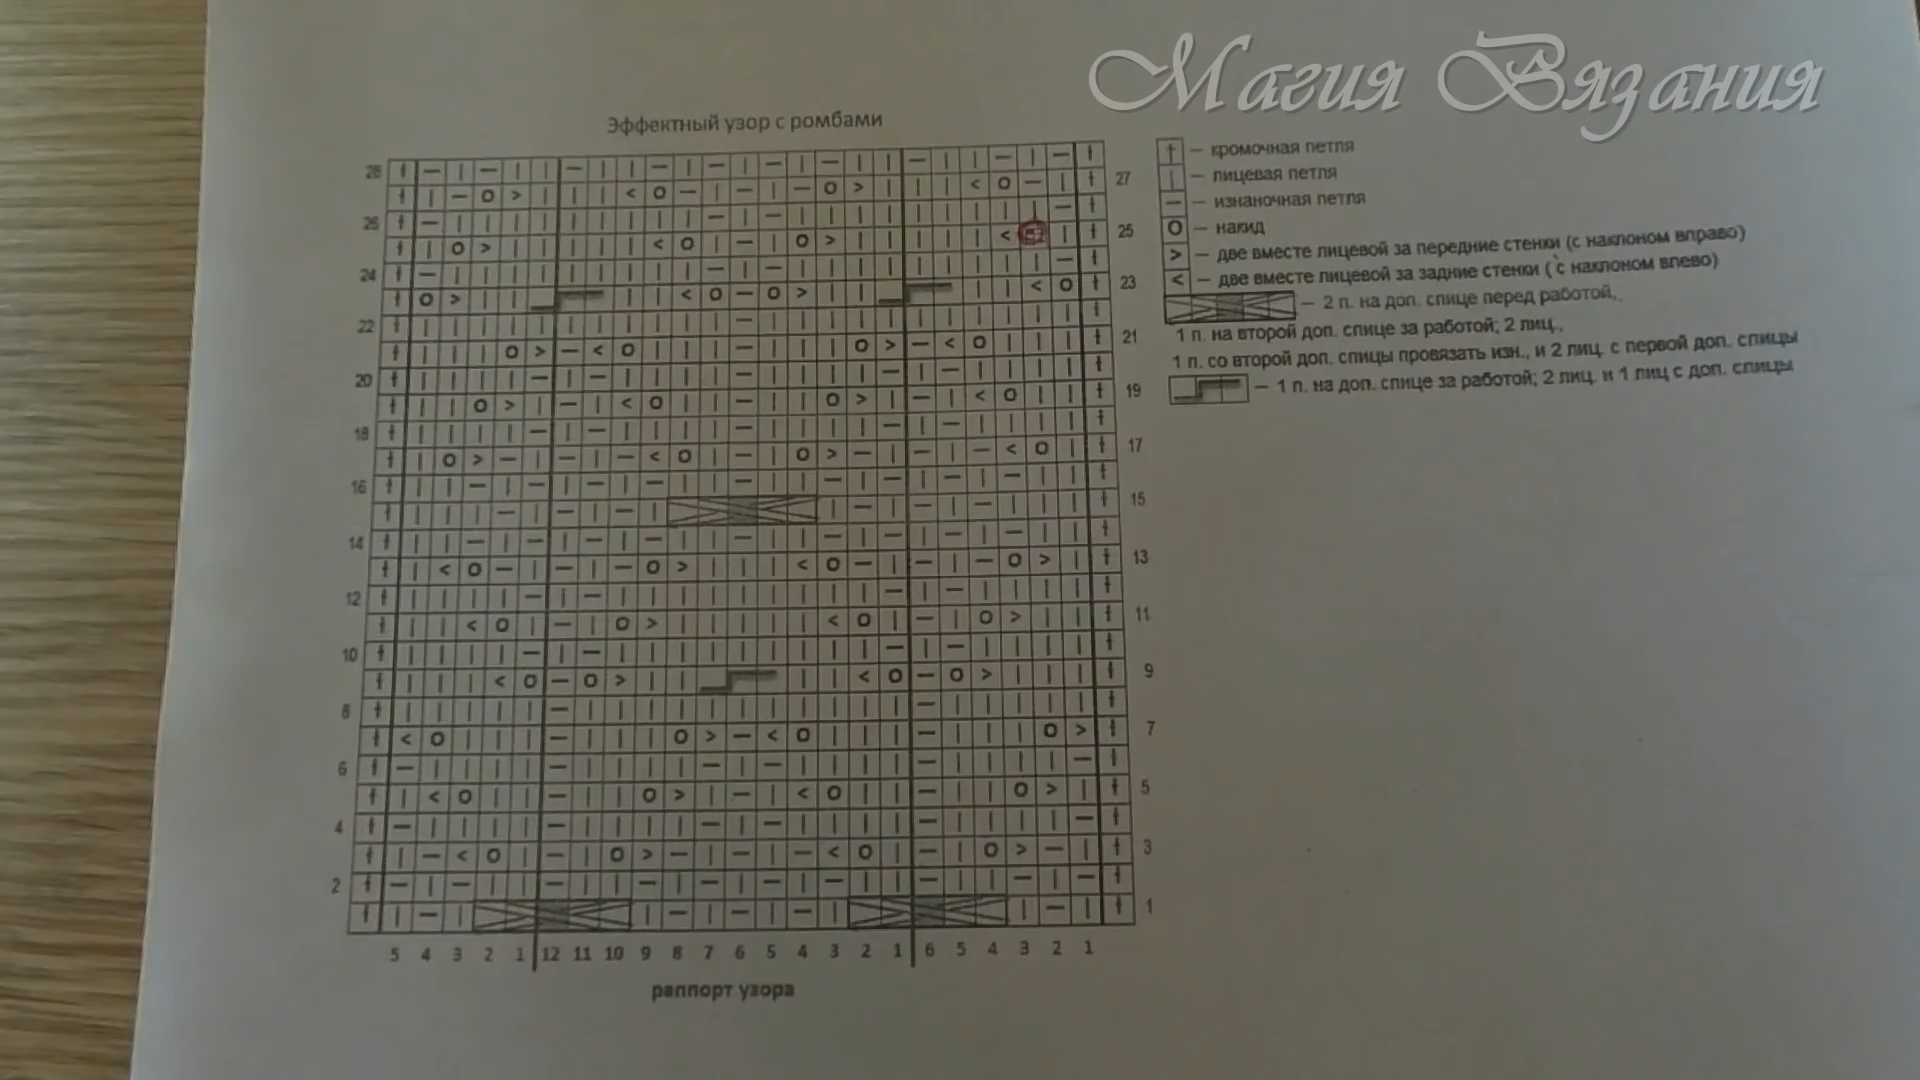 Магия Вязания
Эффектный узор с ромбами
† – кромочная петля
| – лицевая петля
— – изнаночная петля
O – накид
> – две вместе лицевой за передние стенки (с наклоном вправо)
< – две вместе лицевой за задние стенки (с наклоном влево)
– 2 п. на доп. спице перед работой,
1 п. на второй доп. спице за работой; 2 лиц.,
1 п. со второй доп. спицы провязать изн., и 2 лиц. с первой доп. спицы
– 1 п. на доп. спице за работой; 2 лиц. и 1 лиц с доп. спицы
28
27
26
25
24
23
22
21
20
19
18
17
16
15
14
13
12
11
10
9
8
7
6
5
4
3
2
1
5 4 3 2 1 12 11 10 9 8 7 6 5 4 3 2 1 6 5 4 3 2 1
раппорт узора